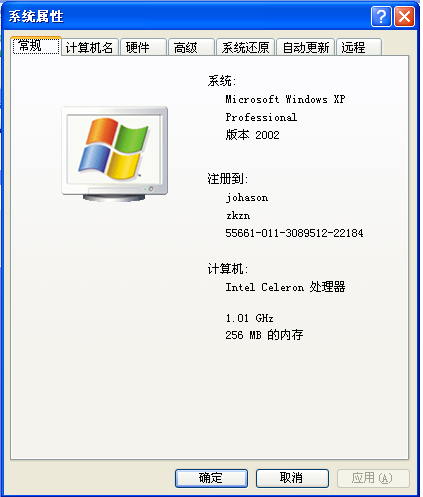 系统属性
常规 计算机名 硬件 高级 系统还原 自动更新 远程
系统:
Microsoft Windows XP
Professional
版本 2002
注册到:
johason
zkzn
55661-011-3089512-22184
计算机:
Intel Celeron 处理器
1.01 GHz
256 MB 的内存
确定 取消 应用(A)